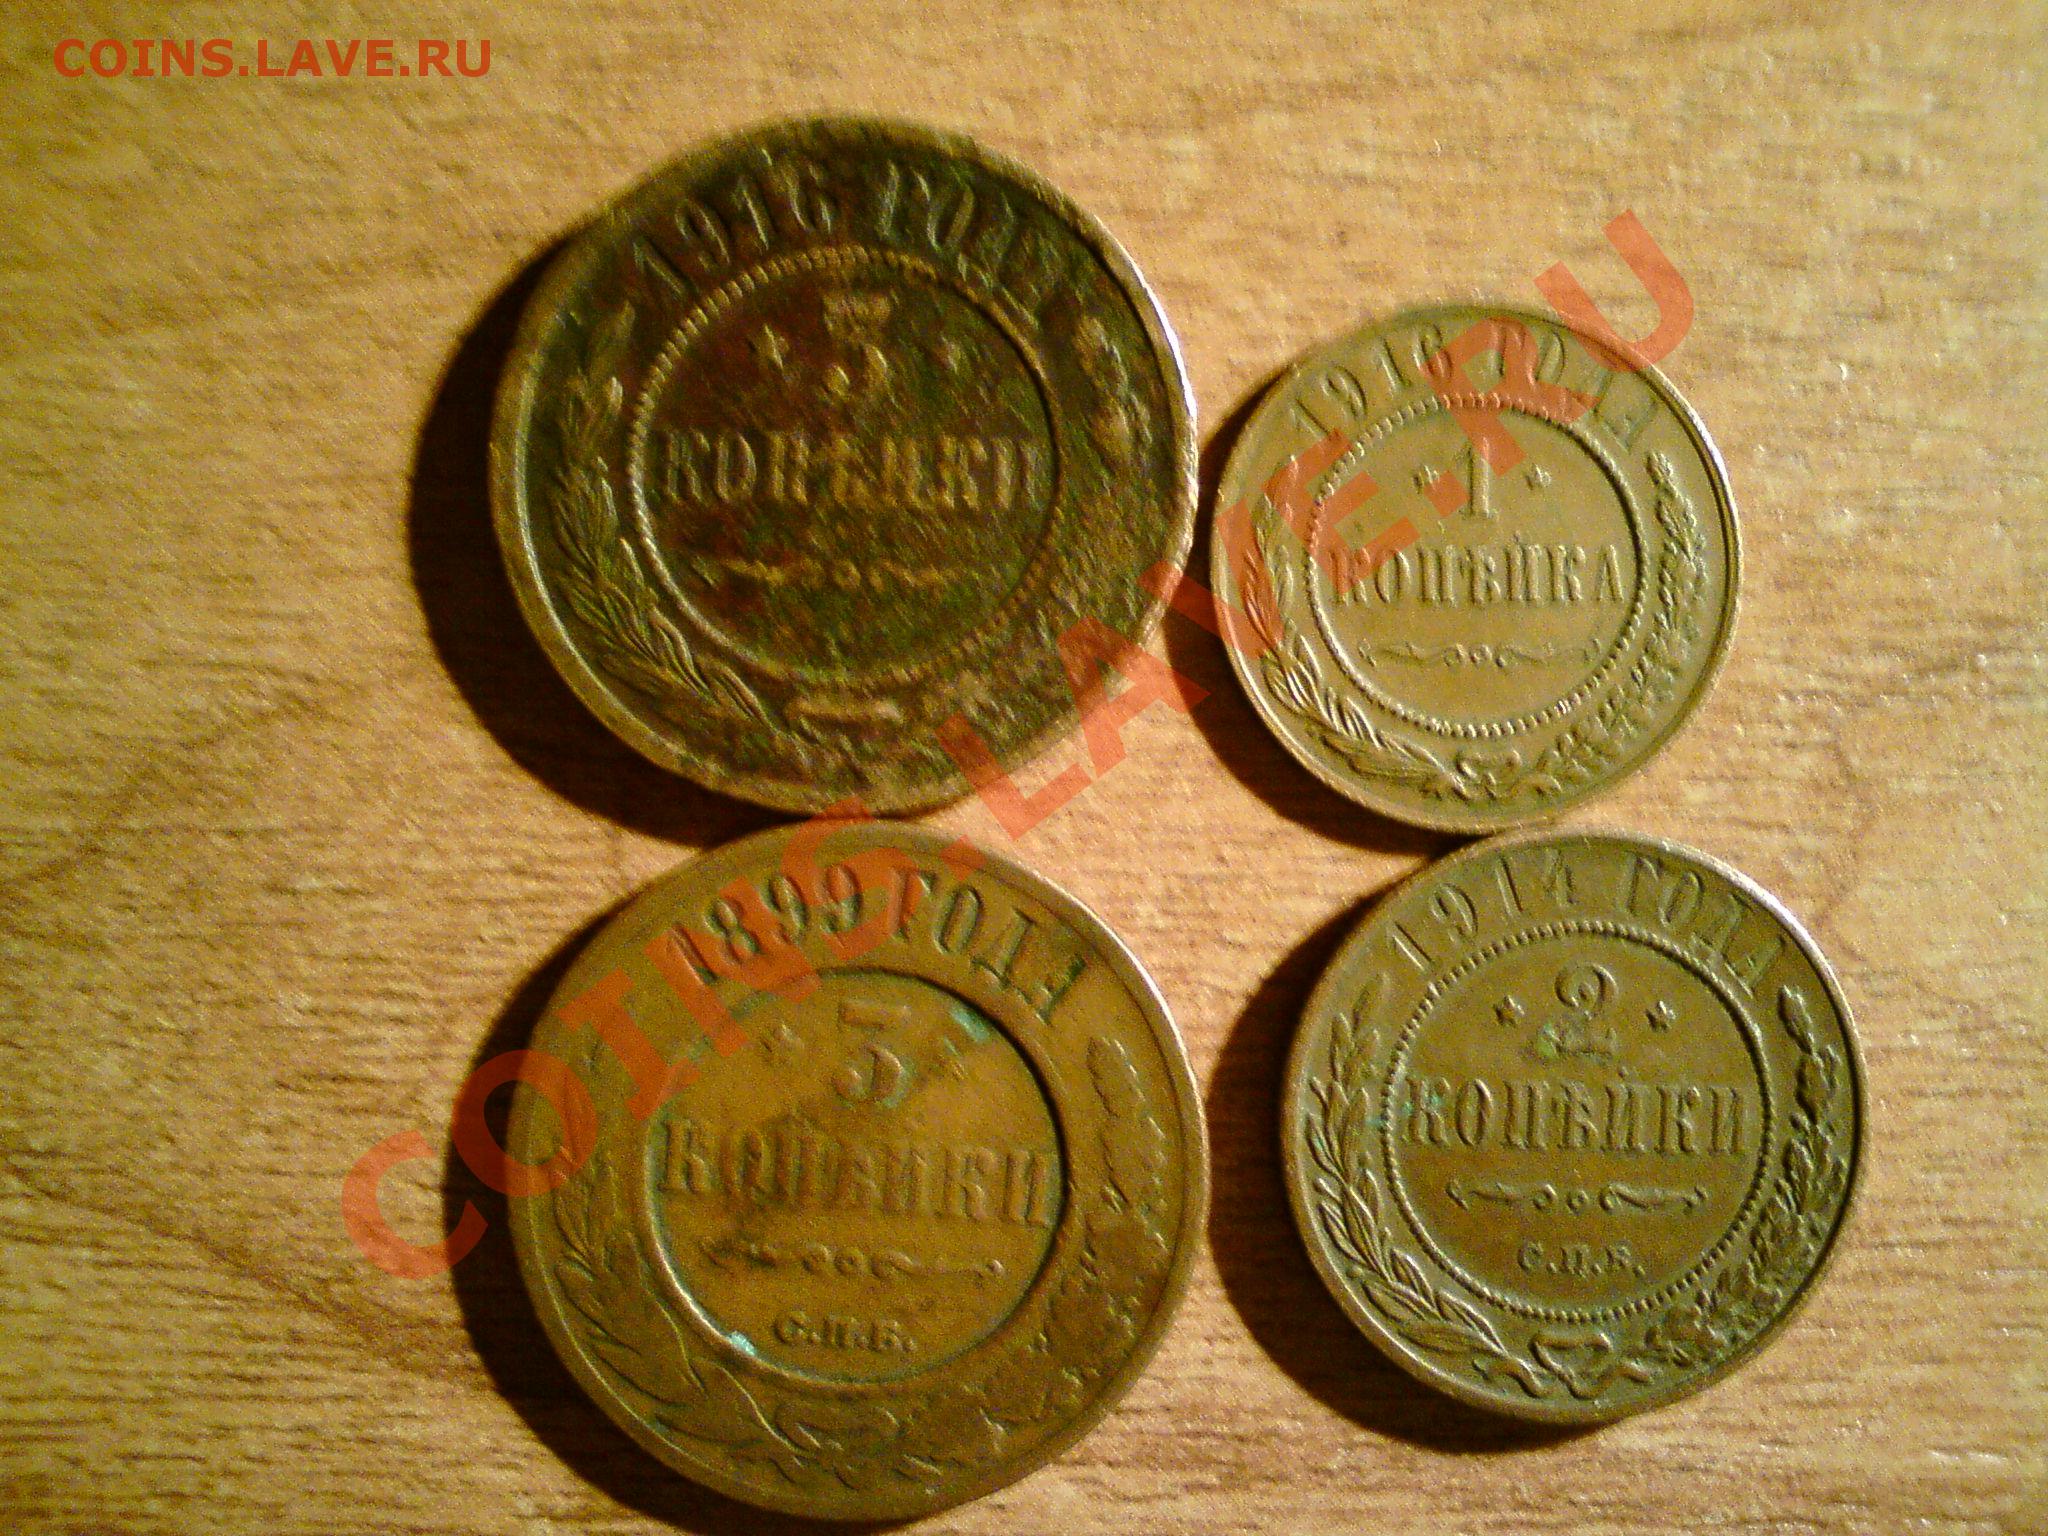 COINS.LAVE.RU
1916 ГОДА
3
КОПѢЙКИ
1916 ГОДА
1
КОПѢЙКА
1899 ГОДА
3
КОПѢЙКИ
С.П.Б.
1914 ГОДА
2
КОПѢЙКИ
С.П.Б.
COINS.LAVE.RU